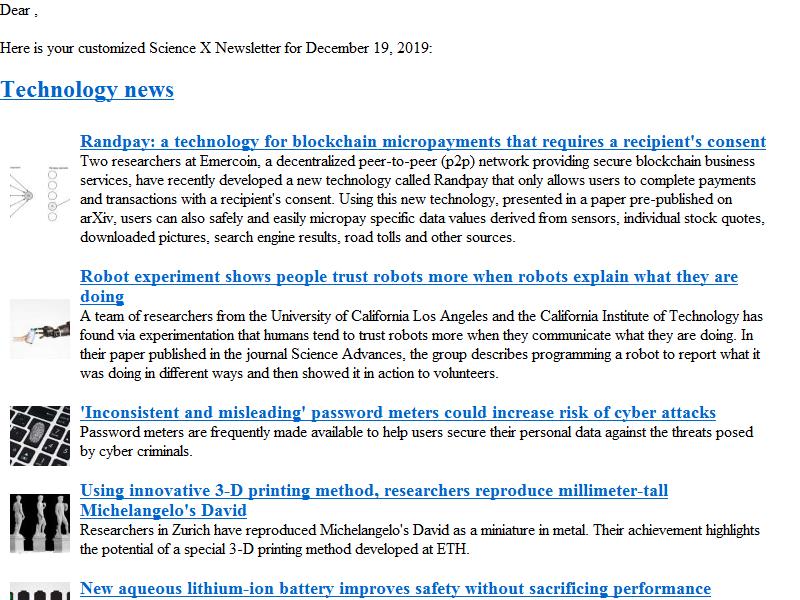 Dear ,
Here is your customized Science X Newsletter for December 19, 2019:
Technology news
Randpay: a technology for blockchain micropayments that requires a recipient's consent
Two researchers at Emercoin, a decentralized peer-to-peer (p2p) network providing secure blockchain business
services, have recently developed a new technology called Randpay that only allows users to complete payments
and transactions with a recipient's consent. Using this new technology, presented in a paper pre-published on
arXiv, users can also safely and easily micropay specific data values derived from sensors, individual stock quotes,
downloaded pictures, search engine results, road tolls and other sources.
Robot experiment shows people trust robots more when robots explain what they are
doing
A team of researchers from the University of California Los Angeles and the California Institute of Technology has
found via experimentation that humans tend to trust robots more when they communicate what they are doing. In
their paper published in the journal Science Advances, the group describes programming a robot to report what it
was doing in different ways and then showed it in action to volunteers.
'Inconsistent and misleading' password meters could increase risk of cyber attacks
Password meters are frequently made available to help users secure their personal data against the threats posed
by cyber criminals.
Using innovative 3-D printing method, researchers reproduce millimeter-tall
Michelangelo's David
Researchers in Zurich have reproduced Michelangelo's David as a miniature in metal. Their achievement highlights
the potential of a special 3-D printing method developed at ETH.
New aqueous lithium-ion battery improves safety without sacrificing performance